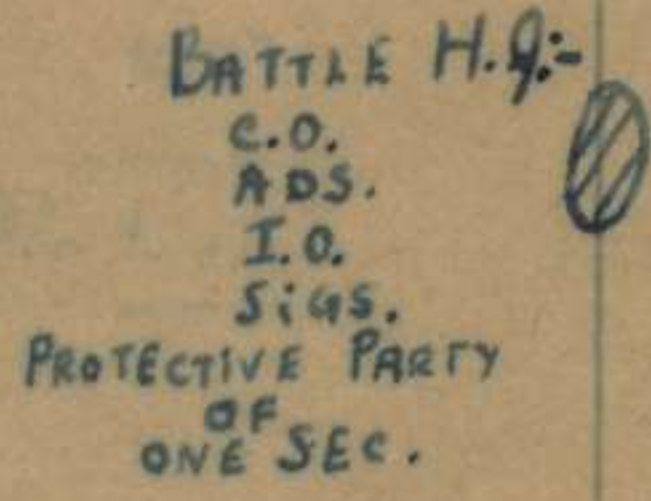 BATTLE H.Q:-
C.O.
ADS.
I.O.
SiGS.
PROTECTIVE PARTY
OF
ONE SEC.